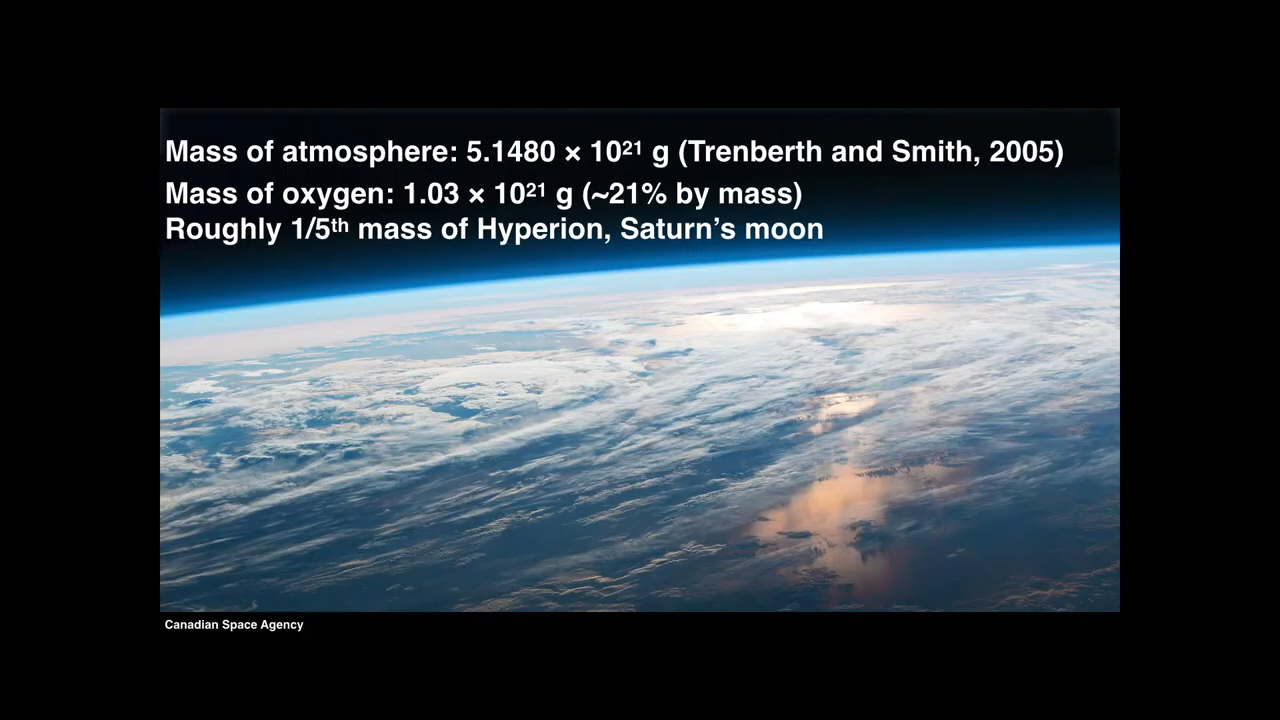 Mass of atmosphere: 5.1480 × 10²¹ g (Trenberth and Smith, 2005)
Mass of oxygen: 1.03 × 10²¹ g (~21% by mass)
Roughly 1/5ᵗʰ mass of Hyperion, Saturn’s moon
Canadian Space Agency